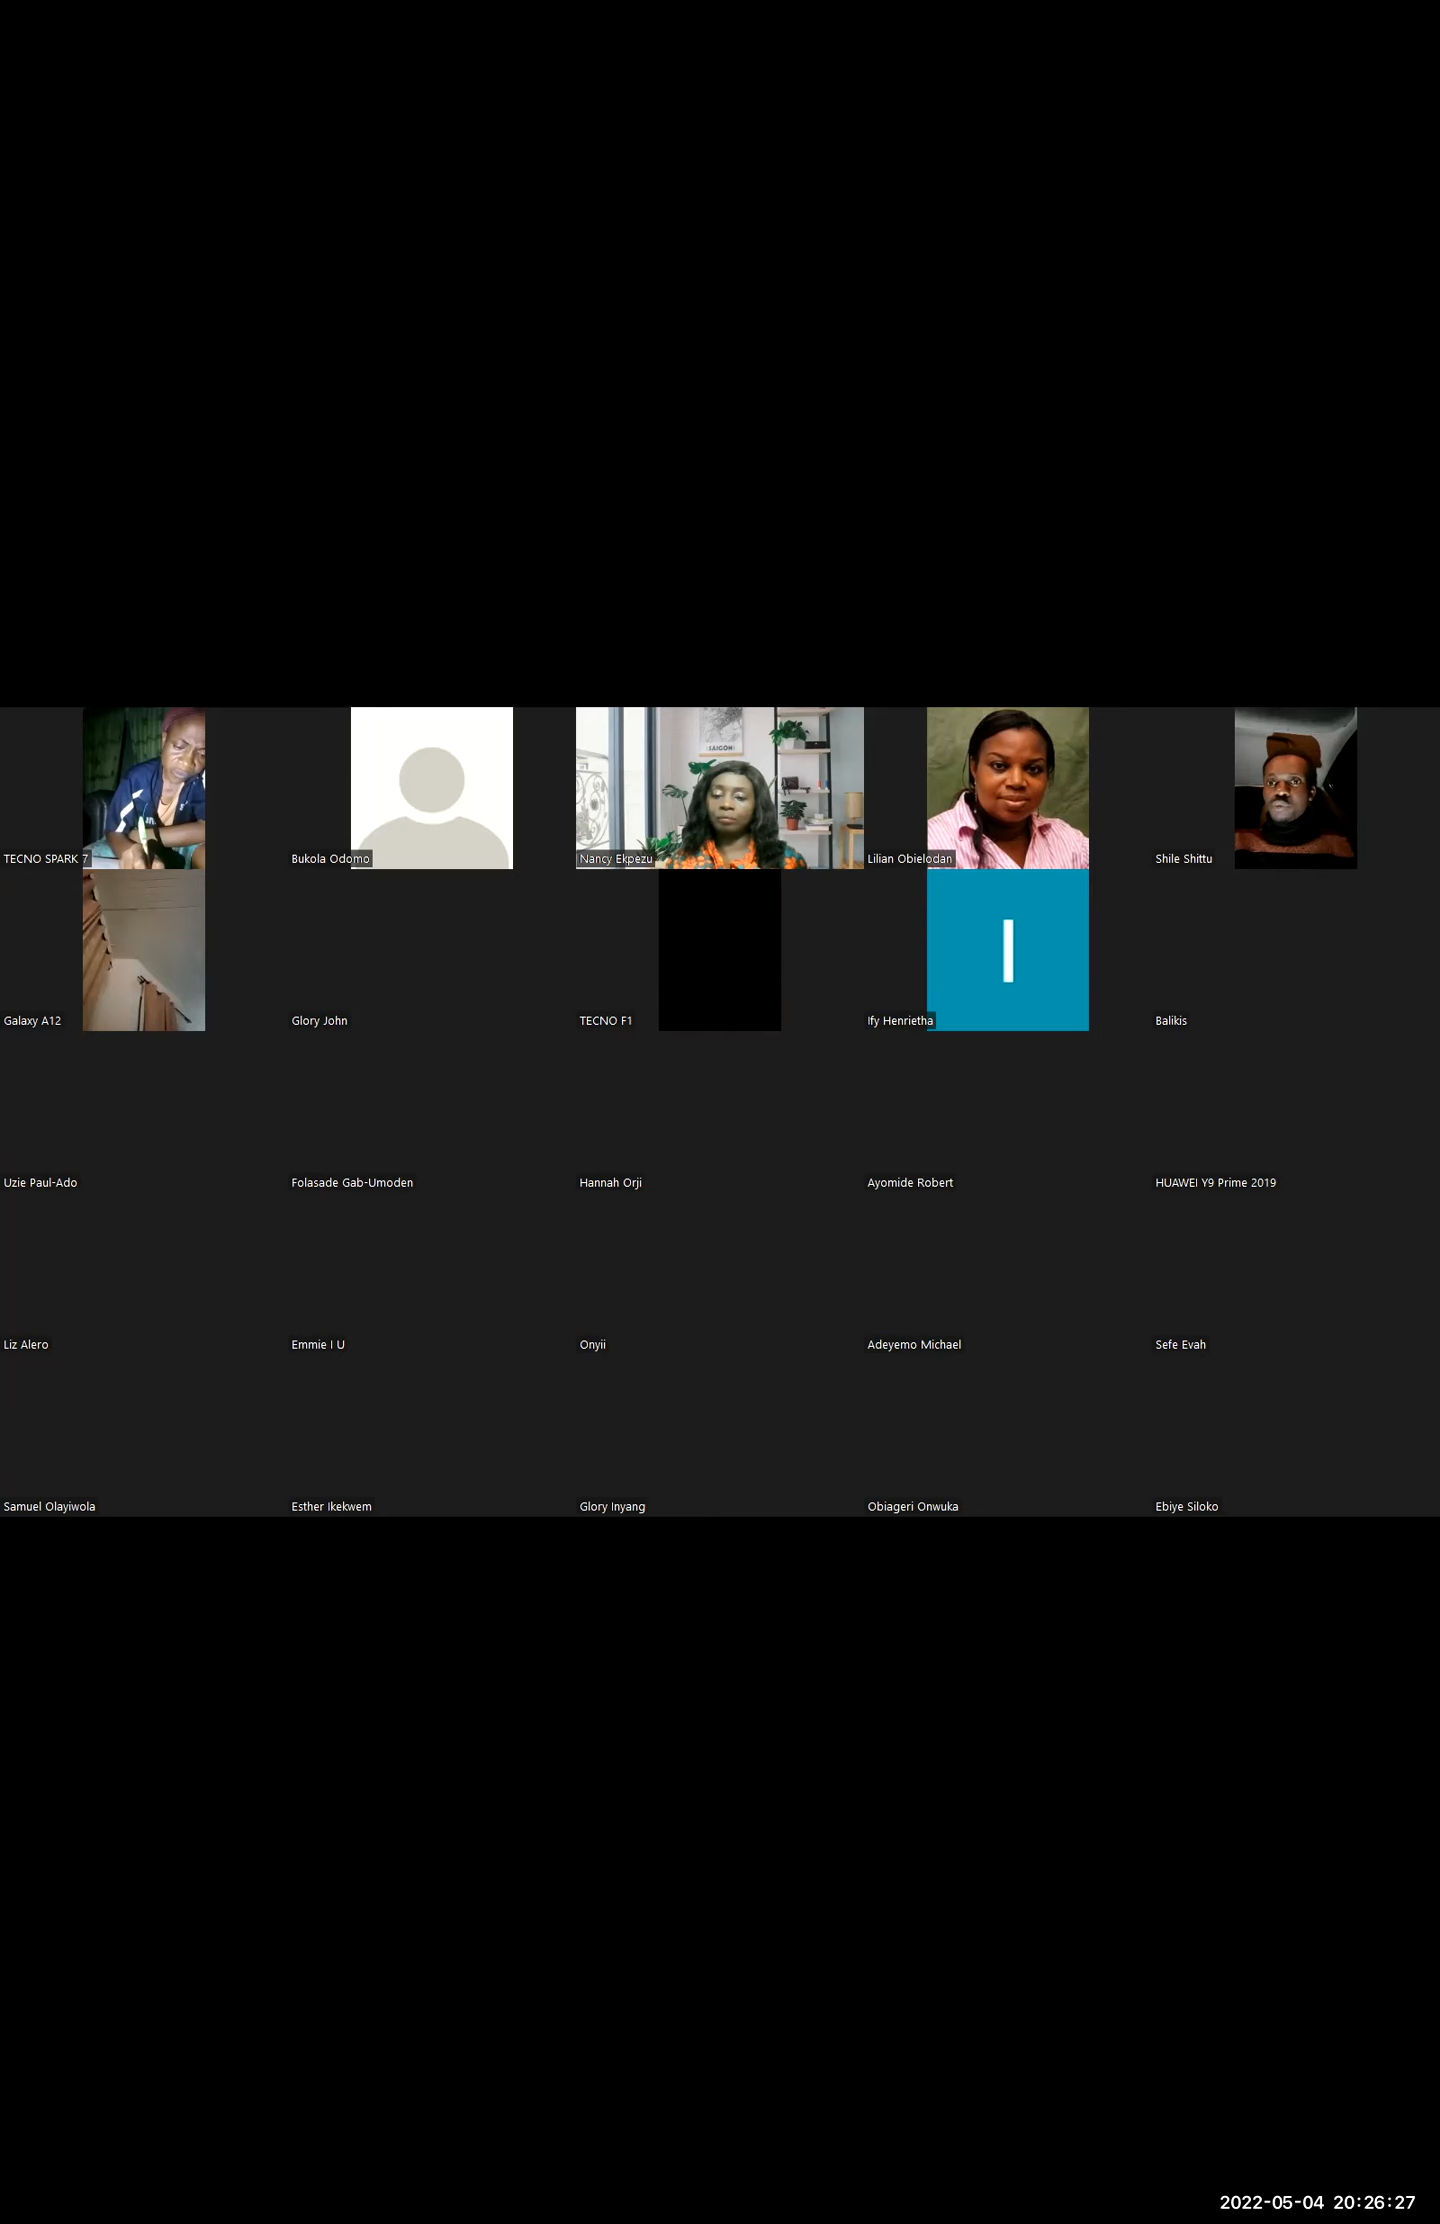 SAIGON
TECNO SPARK 7
Bukola Odomo
Nancy Ekpezu
Lilian Obielodan
Shile Shittu
I
Galaxy A12
Glory John
TECNO F1
Ify Henrietha
Balikis
Uzie Paul-Ado
Folasade Gab-Umoden
Hannah Orji
Ayomide Robert
HUAWEI Y9 Prime 2019
Liz Alero
Emmie I U
Onyii
Adeyemo Michael
Sefe Evah
Samuel Olayiwola
Esther Ikekwem
Glory Inyang
Obiageri Onwuka
Ebiye Siloko
2022-05-04 20:26:27